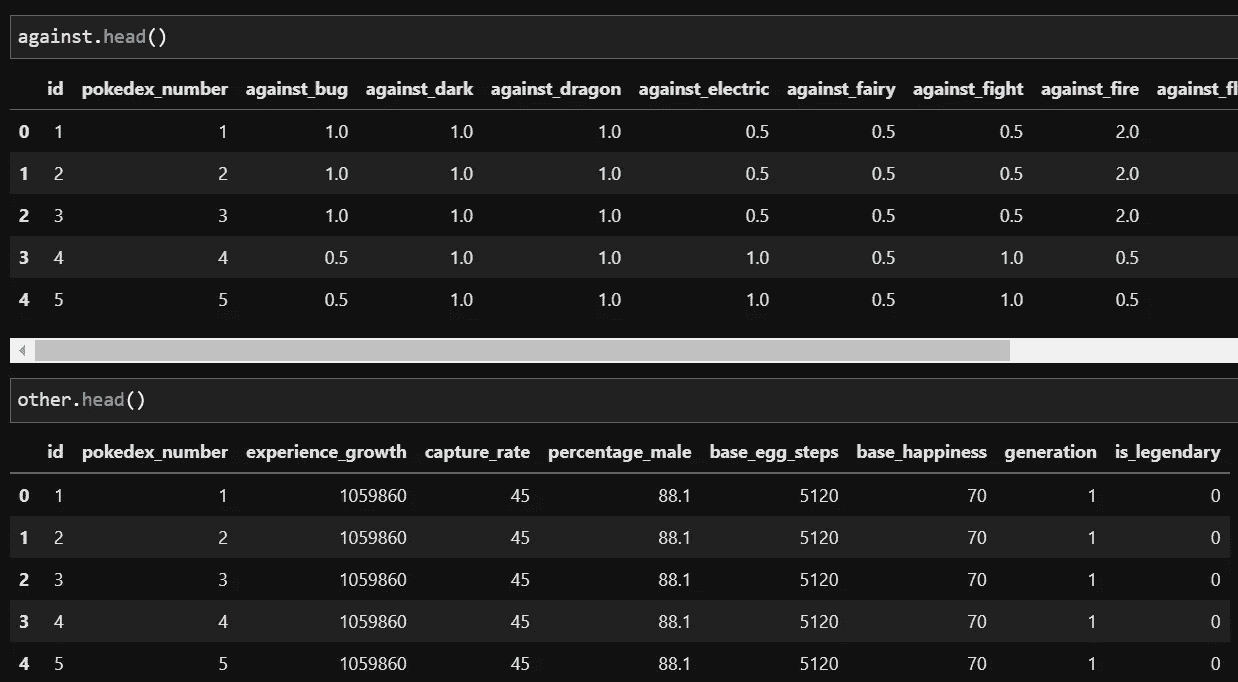 against.head()
id pokedex_number against_bug against_dark against_dragon against_electric against_fairy against_fight against_fire against_fl
0 1 1 1.0 1.0 1.0 0.5 0.5 0.5 2.0
1 2 2 1.0 1.0 1.0 0.5 0.5 0.5 2.0
2 3 3 1.0 1.0 1.0 0.5 0.5 0.5 2.0
3 4 4 0.5 1.0 1.0 1.0 0.5 1.0 0.5
4 5 5 0.5 1.0 1.0 1.0 0.5 1.0 0.5
other.head()
id pokedex_number experience_growth capture_rate percentage_male base_egg_steps base_happiness generation is_legendary
0 1 1 1059860 45 88.1 5120 70 1 0
1 2 2 1059860 45 88.1 5120 70 1 0
2 3 3 1059860 45 88.1 5120 70 1 0
3 4 4 1059860 45 88.1 5120 70 1 0
4 5 5 1059860 45 88.1 5120 70 1 0